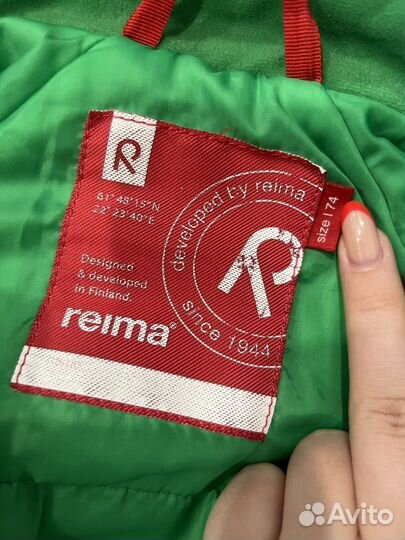 R
61°48'15"N
22°23'40"E
Designed
& developed
in Finland.
reima®
developed by reima
R
since 1944
size | 74
Avito